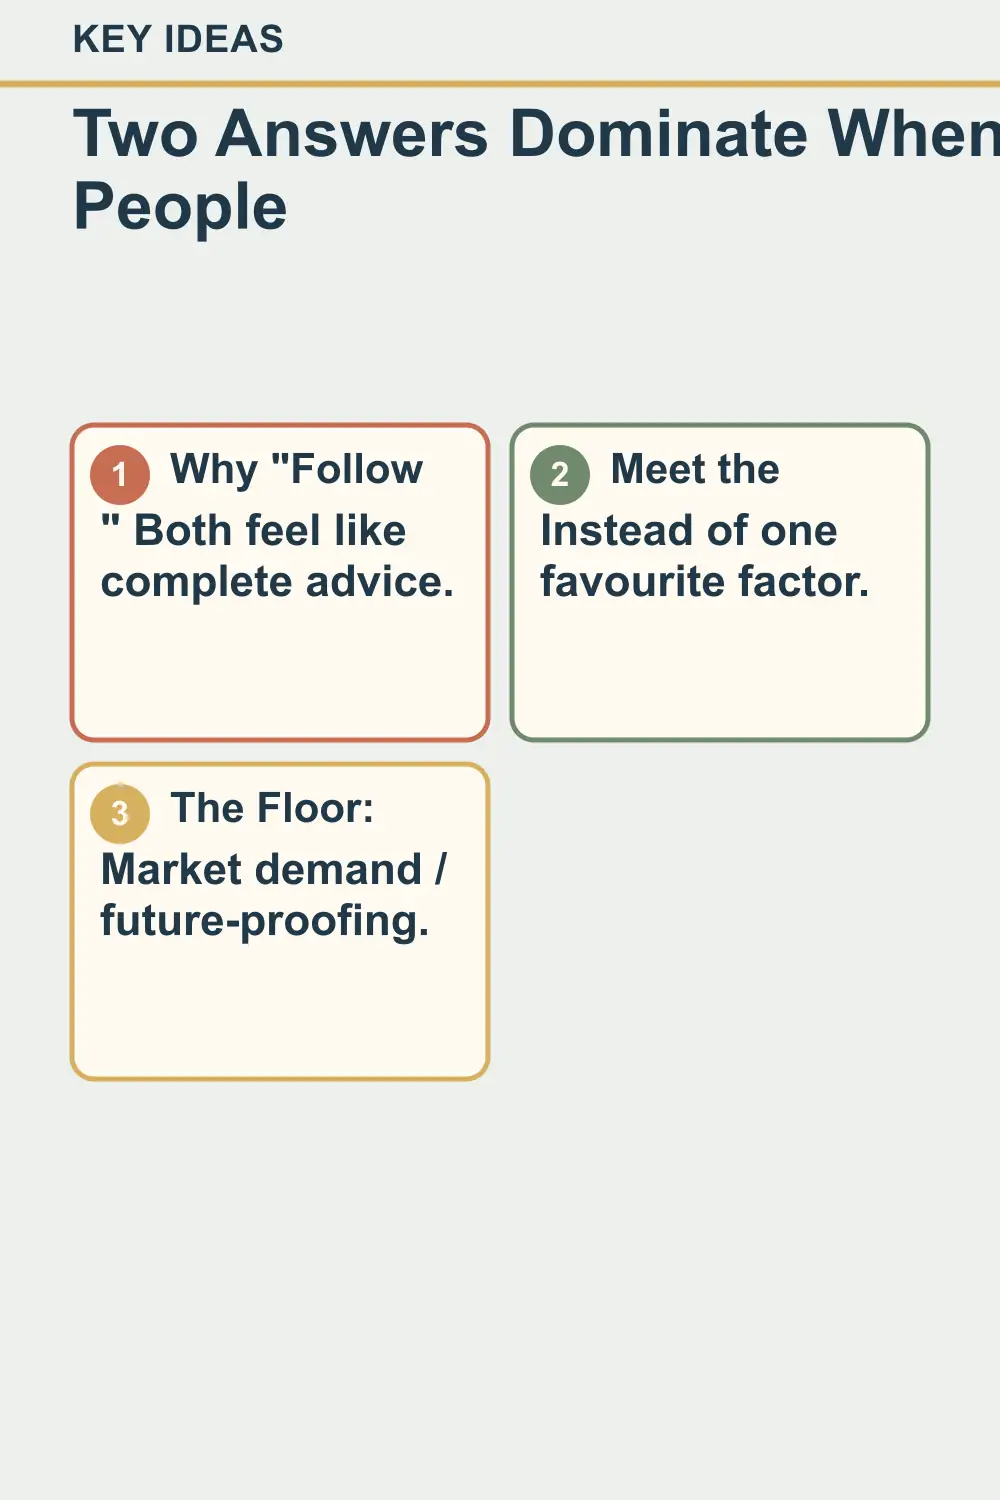 KEY IDEAS
Two Answers Dominate When
People
1
Why "Follow
" Both feel like
complete advice.
2
Meet the
Instead of one
favourite factor.
3
The Floor:
Market demand /
future-proofing.